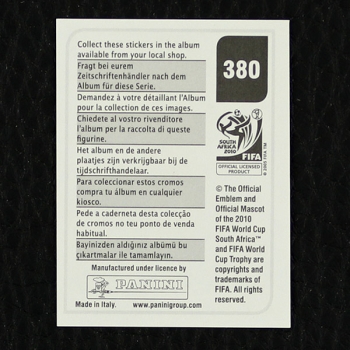 Collect these stickers in the album
available from your local shop.
Fragt bei eurem
Zeitschriftenhändler nach dem
Album für diese Serie.
Demandez à votre détaillant l'Album
pour la collection de ces images.
Chiedete al vostro rivenditore
l'album per la raccolta di queste
figurine.
Het album en de andere
plaatjes zijn verkrijgbaar bij de
tijdschrifthandelaar.
Para coleccionar estos cromos
compra tu álbum en cualquier
kiosco.
Pede a caderneta desta colecção
de cromos no teu ponto de venda
habitual.
Bayinizden aldığınız albümü bu
çıkartmalar ile tamamlayın.
Manufactured under licence by
PANINI
Made in Italy. www.paninigroup.com
380
SOUTH AFRICA
2010
FIFA
OFFICIAL LICENSED
PRODUCT
© The Official
Emblem and Official
Mascot of
the 2010
FIFA World Cup
South Africa™ and
FIFA World
Cup Trophy are
copyrights and
trademarks of
FIFA. All rights
reserved.